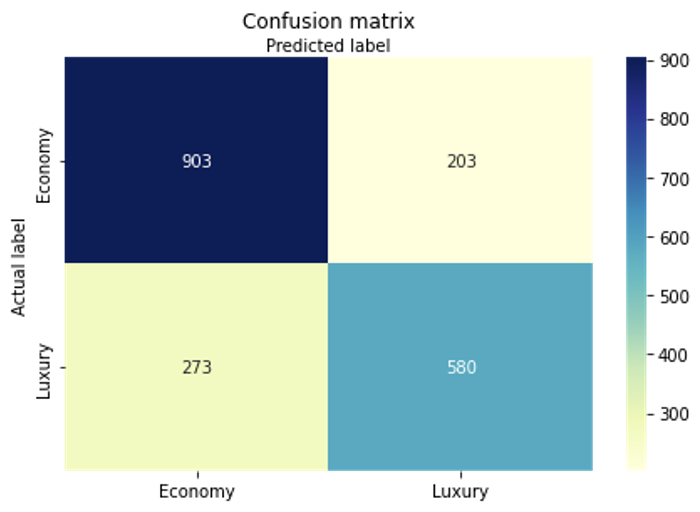 Confusion matrix
Predicted label
900
800
700
600
500
400
300
Actual label
Economy
903
203
Luxury
273
580
Economy
Luxury